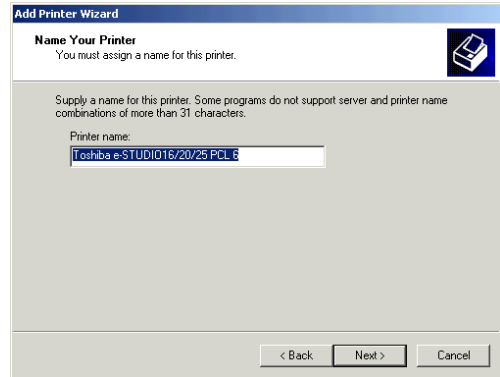 Add Printer Wizard
Name Your Printer
You must assign a name for this printer.
Supply a name for this printer. Some programs do not support server and printer name
combinations of more than 31 characters.
Printer name:
Toshiba e-STUDIO16/20/25 PCL 6
< Back
Next >
Cancel